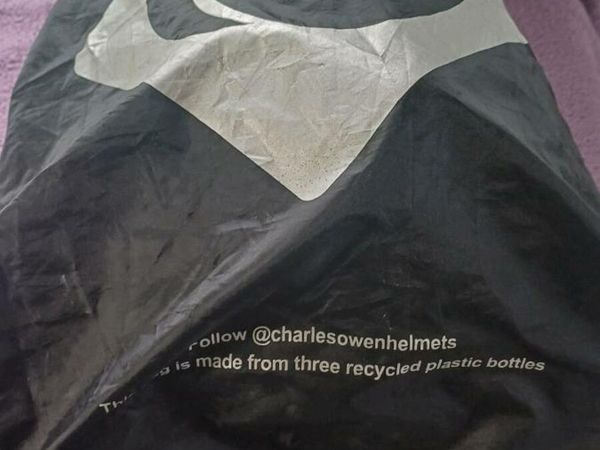 Follow @charlesowenhelmets
is made from three recycled plastic bottles